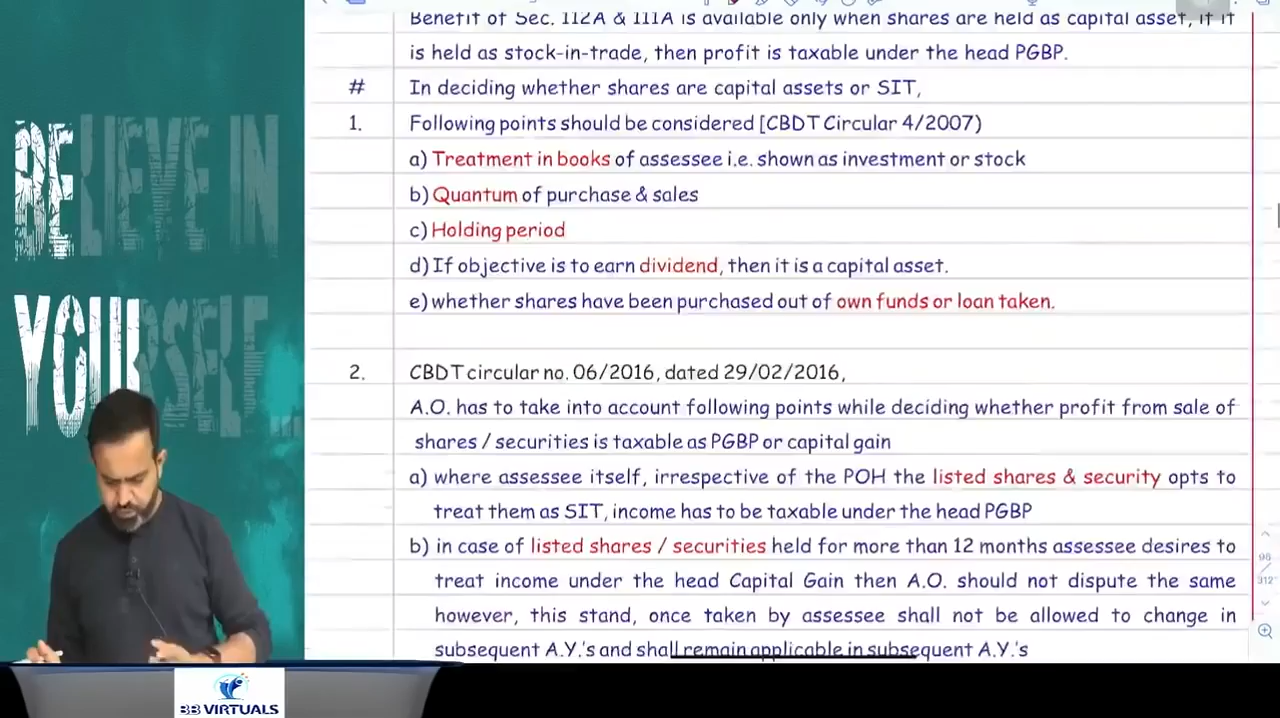 Benefit of Sec. 112A & 111A is available only when shares are held as capital asset, if it
is held as stock-in-trade, then profit is taxable under the head PGBP.
# In deciding whether shares are capital assets or SIT,
1. Following points should be considered [CBDT Circular 4/2007)
a) Treatment in books of assessee i.e. shown as investment or stock
b) Quantum of purchase & sales
c) Holding period
d) If objective is to earn dividend, then it is a capital asset.
e) whether shares have been purchased out of own funds or loan taken.
2. CBDT circular no. 06/2016, dated 29/02/2016,
A.O. has to take into account following points while deciding whether profit from sale of
shares / securities is taxable as PGBP or capital gain
a) where assessee itself, irrespective of the POH the listed shares & security opts to
treat them as SIT, income has to be taxable under the head PGBP
b) in case of listed shares / securities held for more than 12 months assessee desires to
treat income under the head Capital Gain then A.O. should not dispute the same
however, this stand, once taken by assessee shall not be allowed to change in
subsequent A.Y.'s and shall remain applicable in subsequent A.Y.'s
98
/
312
BELIEVE IN
YOURSELF...
BB VIRTUALS